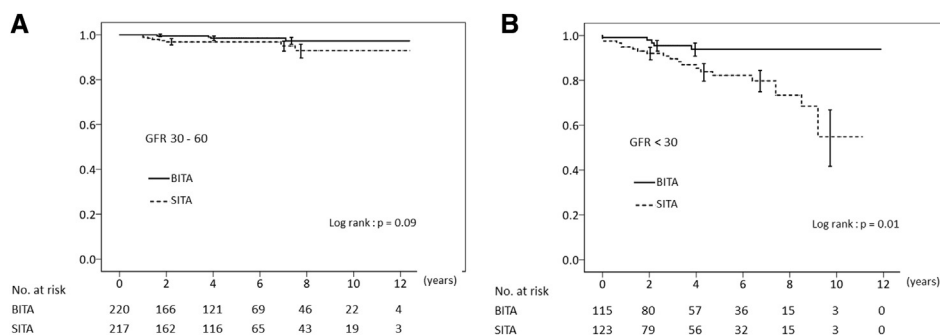 A
1.0
0.8
0.6
0.4
1.0
0.0
GFR 30 - 60
BITA
SITA
Log rank : p = 0.09
0 2 4 6 8 10 12 (years)
No. at risk
BITA 220 166 121 69 46 22 4
SITA 217 162 116 65 43 19 3
B
1.0
0.8
0.6
0.4
0.2
0.0
GFR < 30
BITA
SITA
Log rank : p = 0.01
0 2 4 6 8 10 12 (years)
No. at risk
BITA 115 80 57 36 15 3 0
SITA 123 79 56 32 15 3 0